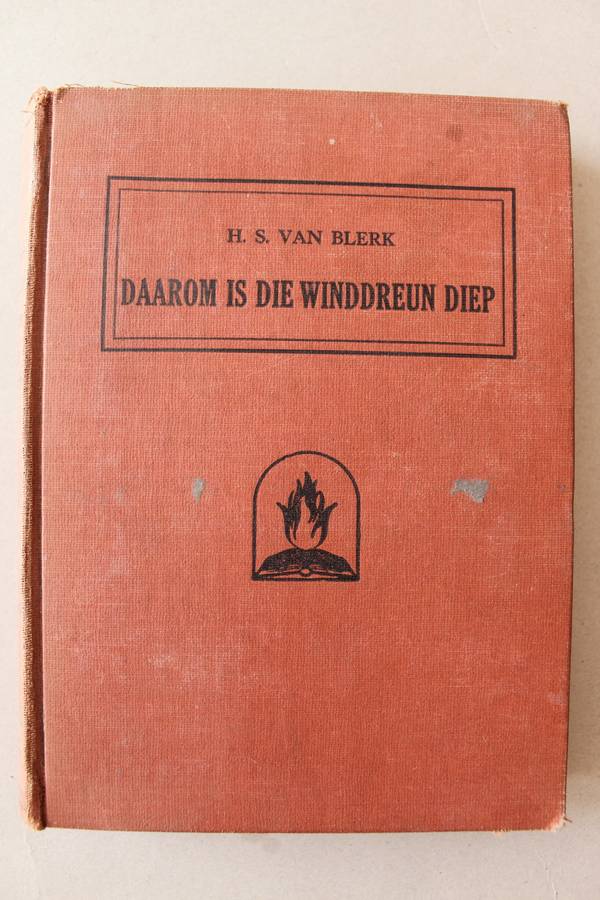 H. S. VAN BLERK
DAAROM IS DIE WINDDREUN DIEP